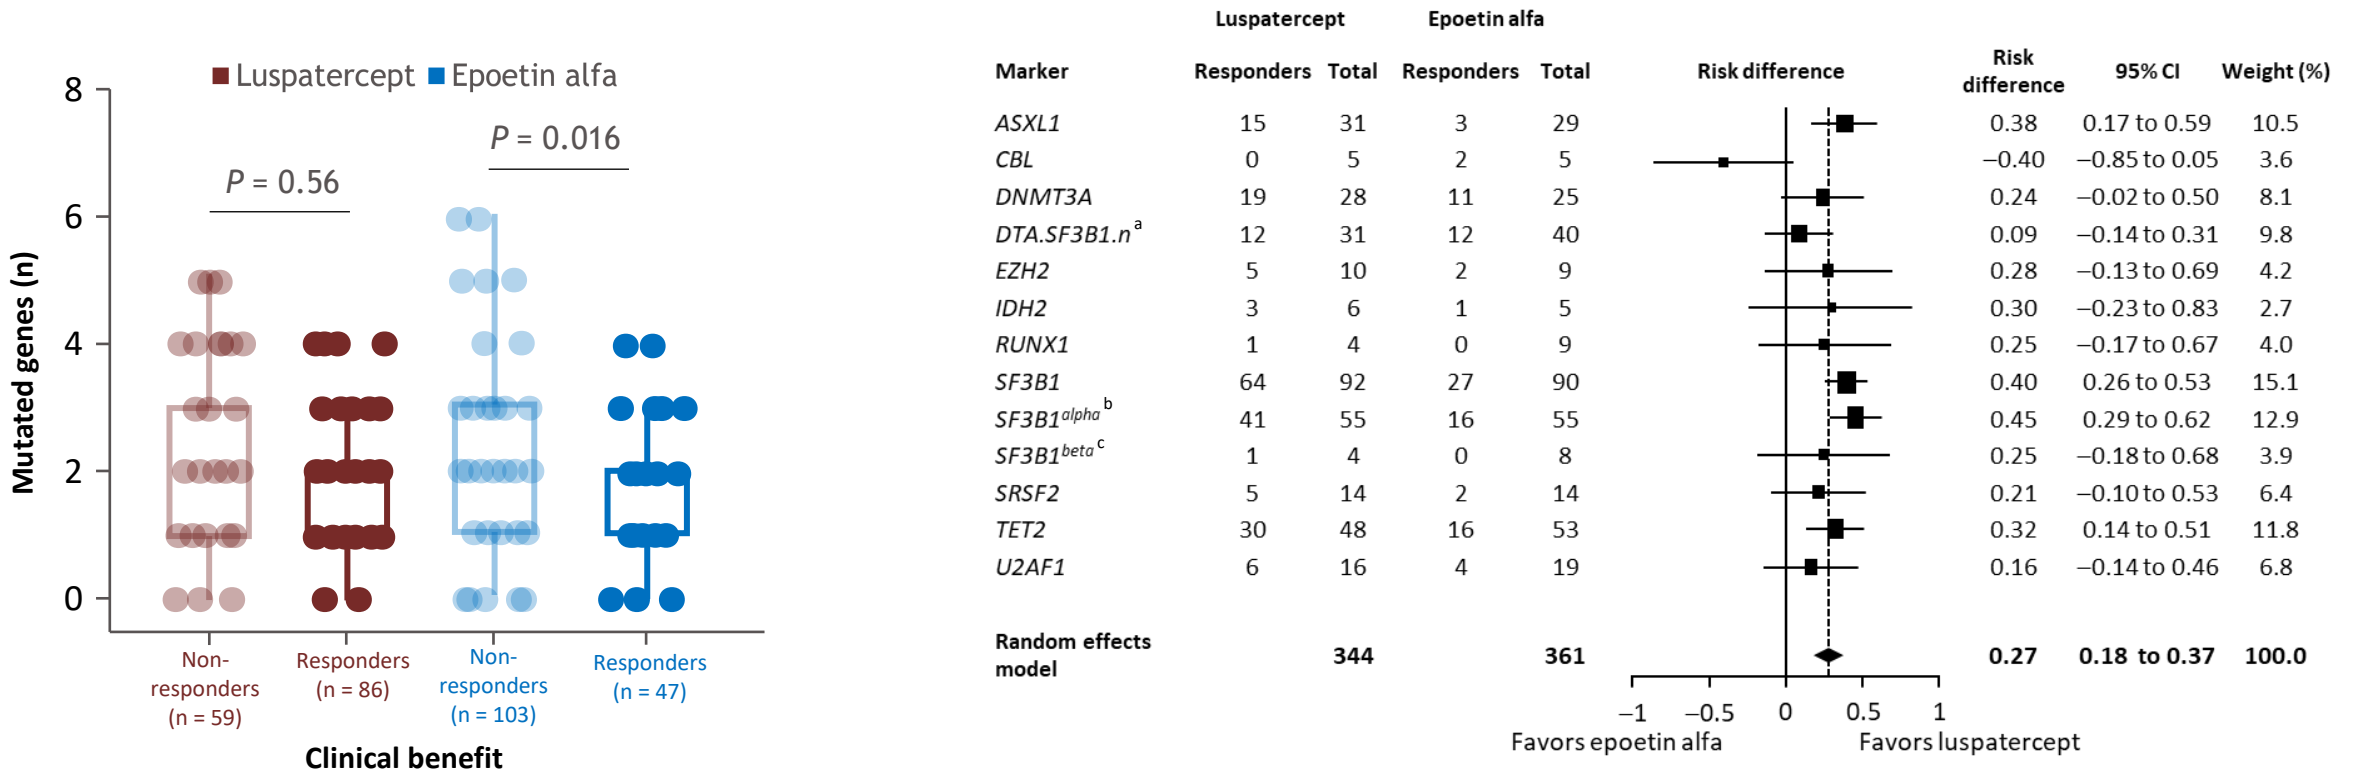 Luspatercept Epoetin alfa
8
6
4
2
0
Mutated genes (n)
P = 0.56
P = 0.016
Non-
responders
(n = 59)
Responders
(n = 86)
Non-
responders
(n = 103)
Responders
(n = 47)
Clinical benefit
Luspatercept Epoetin alfa
Marker Responders Total Responders Total Risk difference Risk difference 95% CI Weight (%)
ASXL1 15 31 3 29 0.38 0.17 to 0.59 10.5
CBL 0 5 2 5 −0.40 −0.85 to 0.05 3.6
DNMT3A 19 28 11 25 0.24 −0.02 to 0.50 8.1
DTA.SF3B1.n a 12 31 12 40 0.09 −0.14 to 0.31 9.8
EZH2 5 10 2 9 0.28 −0.13 to 0.69 4.2
IDH2 3 6 1 5 0.30 −0.23 to 0.83 2.7
RUNX1 1 4 0 9 0.25 −0.17 to 0.67 4.0
SF3B1 64 92 27 90 0.40 0.26 to 0.53 15.1
SF3B1alpha b 41 55 16 55 0.45 0.29 to 0.62 12.9
SF3B1beta c 1 4 0 8 0.25 −0.18 to 0.68 3.9
SRSF2 5 14 2 14 0.21 −0.10 to 0.53 6.4
TET2 30 48 16 53 0.32 0.14 to 0.51 11.8
U2AF1 6 16 4 19 0.16 −0.14 to 0.46 6.8
Random effects
model 344 361 0.27 0.18 to 0.37 100.0
−1 −0.5 0 0.5 1
Favors epoetin alfa Favors luspatercept